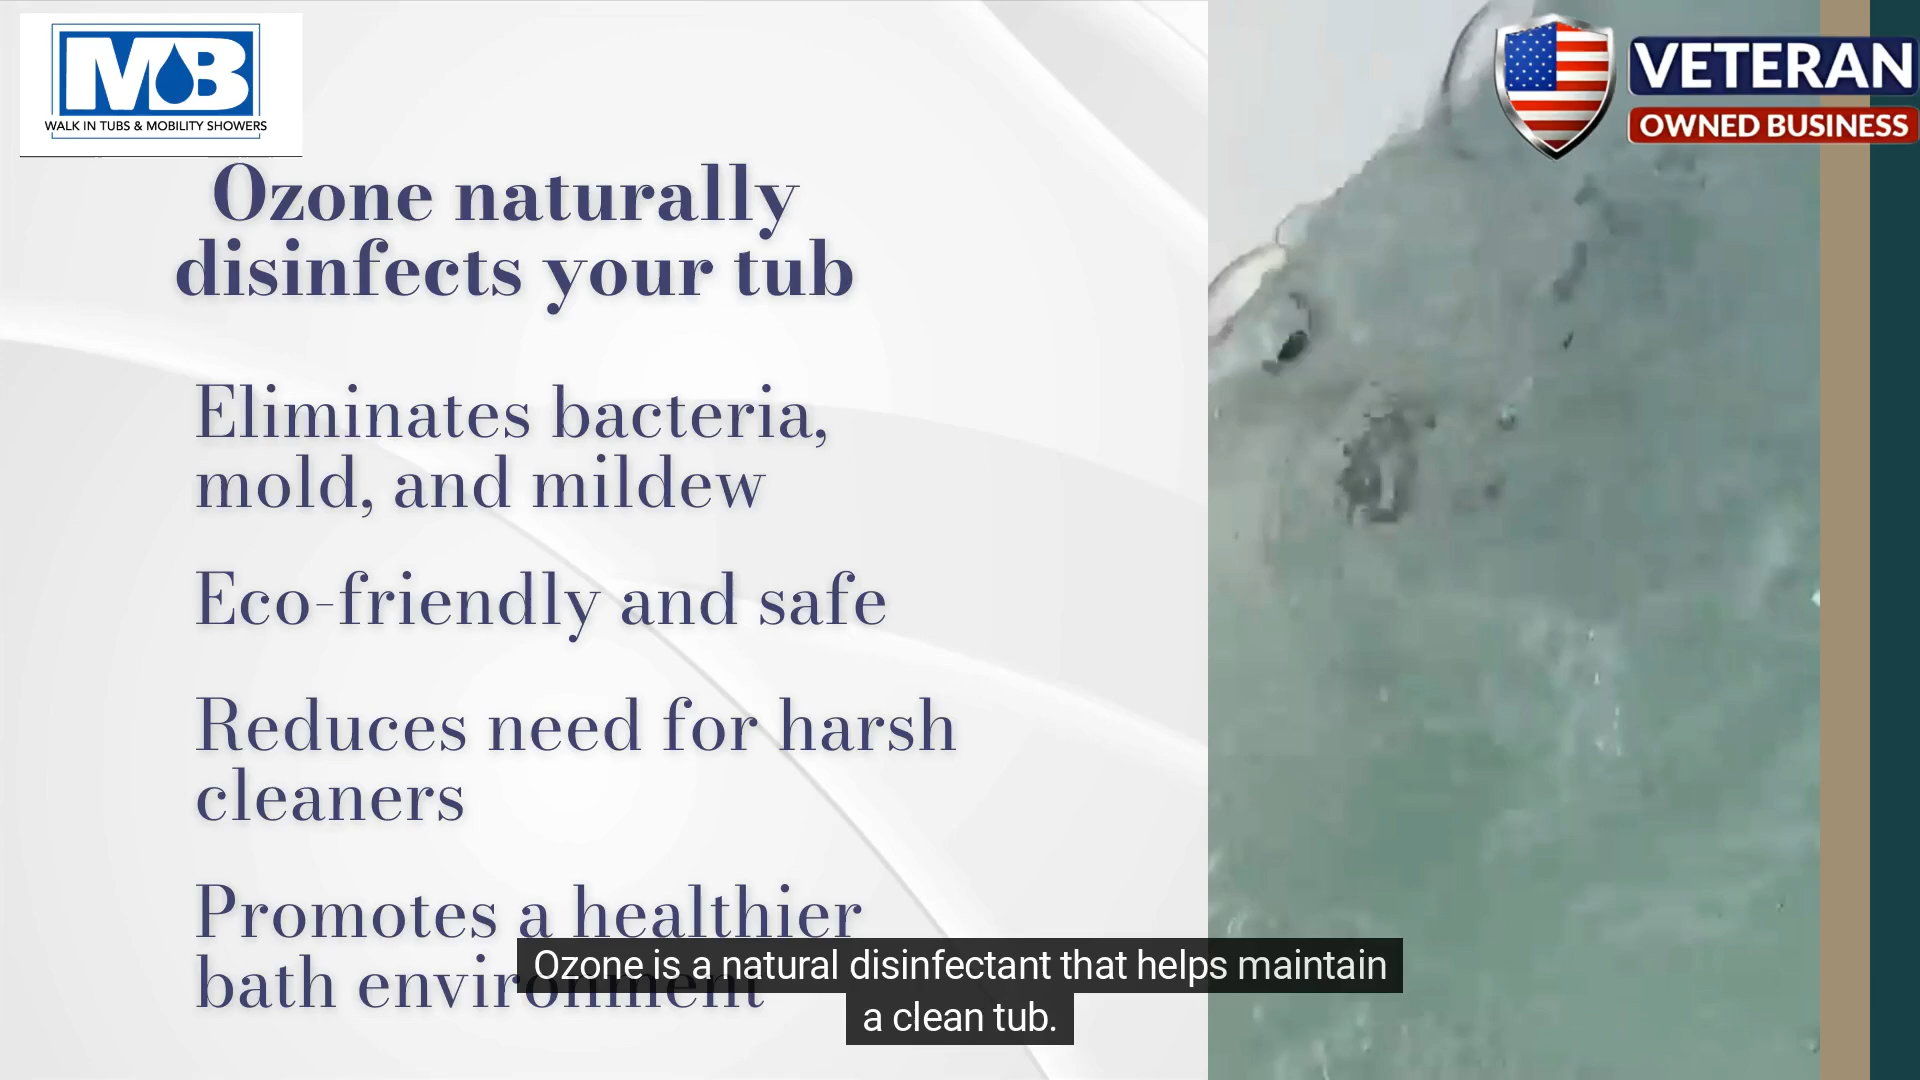 MB
WALK IN TUBS & MOBILITY SHOWERS
VETERAN
OWNED BUSINESS
Ozone naturally
disinfects your tub
Eliminates bacteria,
mold, and mildew
Eco-friendly and safe
Reduces need for harsh
cleaners
Promotes a healthier
bath environment
Ozone is a natural disinfectant that helps maintain
a clean tub.